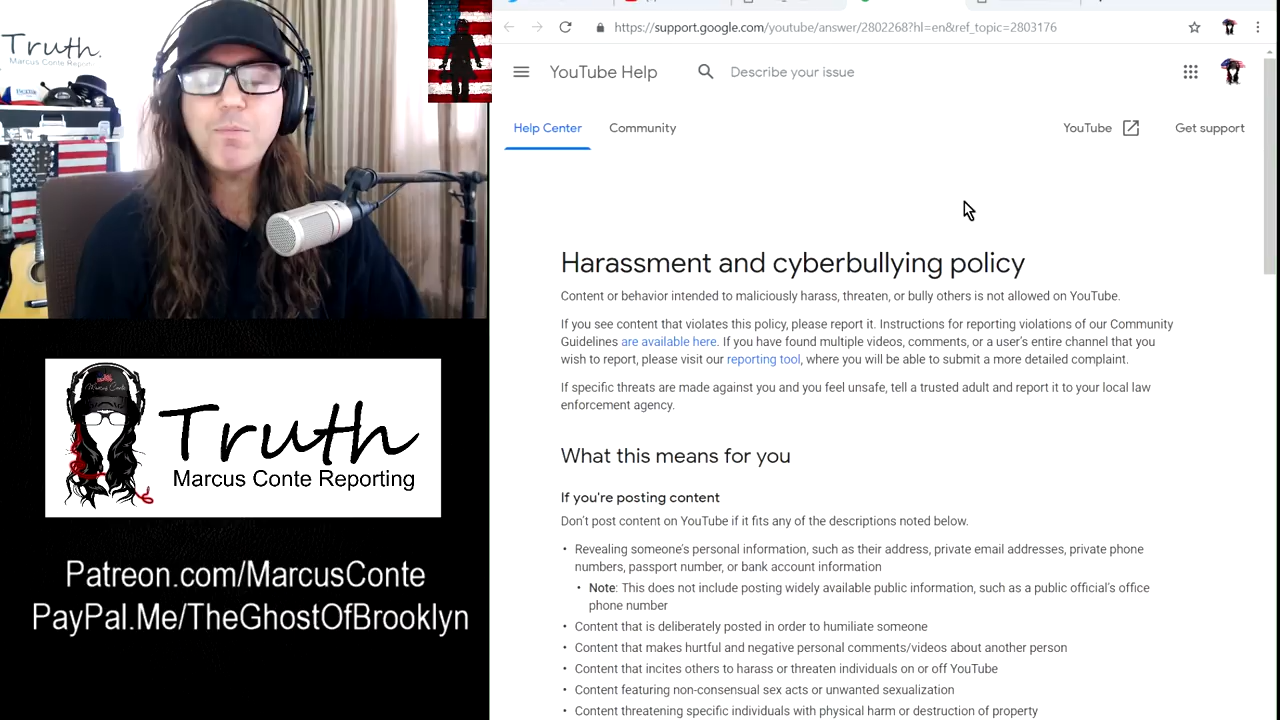 Truth.
Marcus Conte Report
https://support.google.com/youtube/answer/2802268?hl=en&ref_topic=2803176
YouTube Help
Describe your issue
Help Center
Community
YouTube
Get support
Harassment and cyberbullying policy
Content or behavior intended to maliciously harass, threaten, or bully others is not allowed on YouTube.
If you see content that violates this policy, please report it. Instructions for reporting violations of our Community
Guidelines are available here. If you have found multiple videos, comments, or a user's entire channel that you
wish to report, please visit our reporting tool, where you will be able to submit a more detailed complaint.
If specific threats are made against you and you feel unsafe, tell a trusted adult and report it to your local law
enforcement agency.
What this means for you
If you're posting content
Don't post content on YouTube if it fits any of the descriptions noted below.
• Revealing someone's personal information, such as their address, private email addresses, private phone
numbers, passport number, or bank account information
• Note: This does not include posting widely available public information, such as a public official's office
phone number
• Content that is deliberately posted in order to humiliate someone
• Content that makes hurtful and negative personal comments/videos about another person
• Content that incites others to harass or threaten individuals on or off YouTube
• Content featuring non-consensual sex acts or unwanted sexualization
• Content threatening specific individuals with physical harm or destruction of property
Marcus Conte
Truth
Marcus Conte Reporting
Patreon.com/MarcusConte
PayPal.Me/TheGhostOfBrooklyn